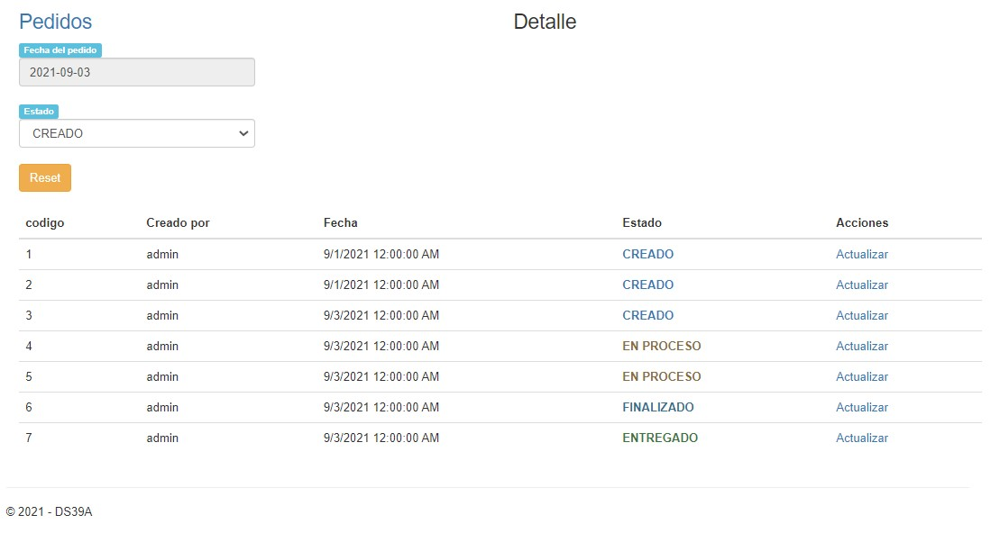 Pedidos
Detalle
Fecha del pedido
2021-09-03
Estado
CREADO
Reset
codigo Creado por Fecha Estado Acciones
1 admin 9/1/2021 12:00:00 AM CREADO Actualizar
2 admin 9/1/2021 12:00:00 AM CREADO Actualizar
3 admin 9/3/2021 12:00:00 AM CREADO Actualizar
4 admin 9/3/2021 12:00:00 AM EN PROCESO Actualizar
5 admin 9/3/2021 12:00:00 AM EN PROCESO Actualizar
6 admin 9/3/2021 12:00:00 AM FINALIZADO Actualizar
7 admin 9/3/2021 12:00:00 AM ENTREGADO Actualizar
© 2021 - DS39A